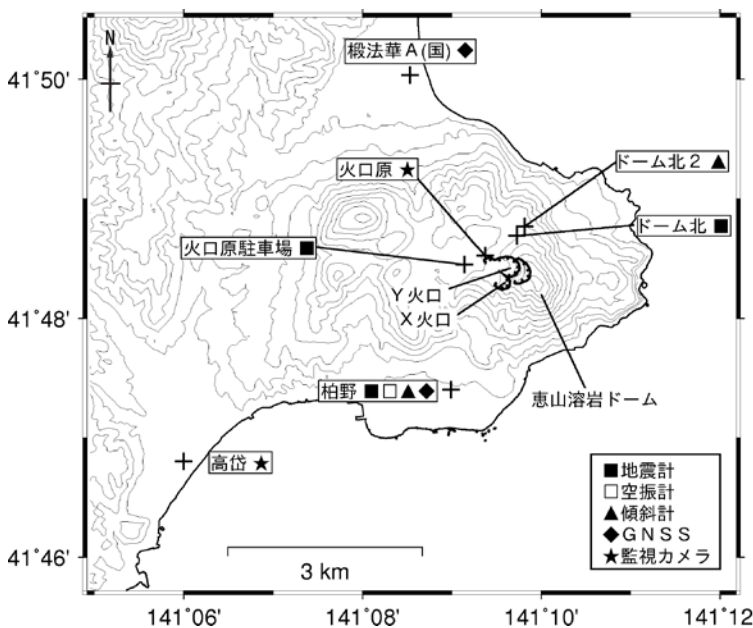 N
椴法華A(国) ◆
41°50'
ドーム北2 ▲
火口原 ★
ドーム北 ■
火口原駐車場 ■
Y火口
X火口
41°48'
柏野 ■□▲◆
恵山溶岩ドーム
高岱 ★
■地震計
□空振計
▲傾斜計
◆GNSS
★監視カメラ
41°46'
3 km
141°06'
141°08'
141°10'
141°12'